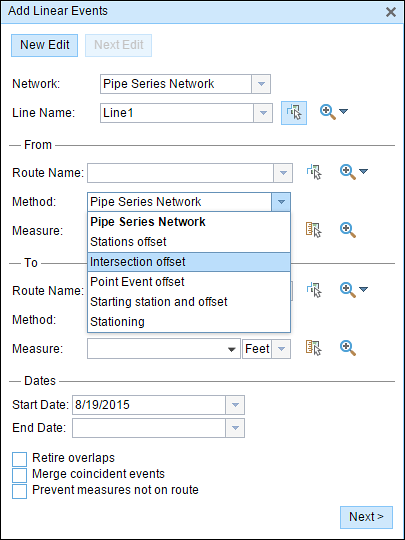 Add Linear Events
New Edit Next Edit
Network: Pipe Series Network
Line Name: Line1
From
Route Name:
Method: Pipe Series Network
Pipe Series Network
Measure:
Stations offset
Intersection offset
To
Point Event offset
Route Name:
Starting station and offset
Method:
Stationing
Measure: Feet
Dates
Start Date: 8/19/2015
End Date:
Retire overlaps
Merge coincident events
Prevent measures not on route
Next >